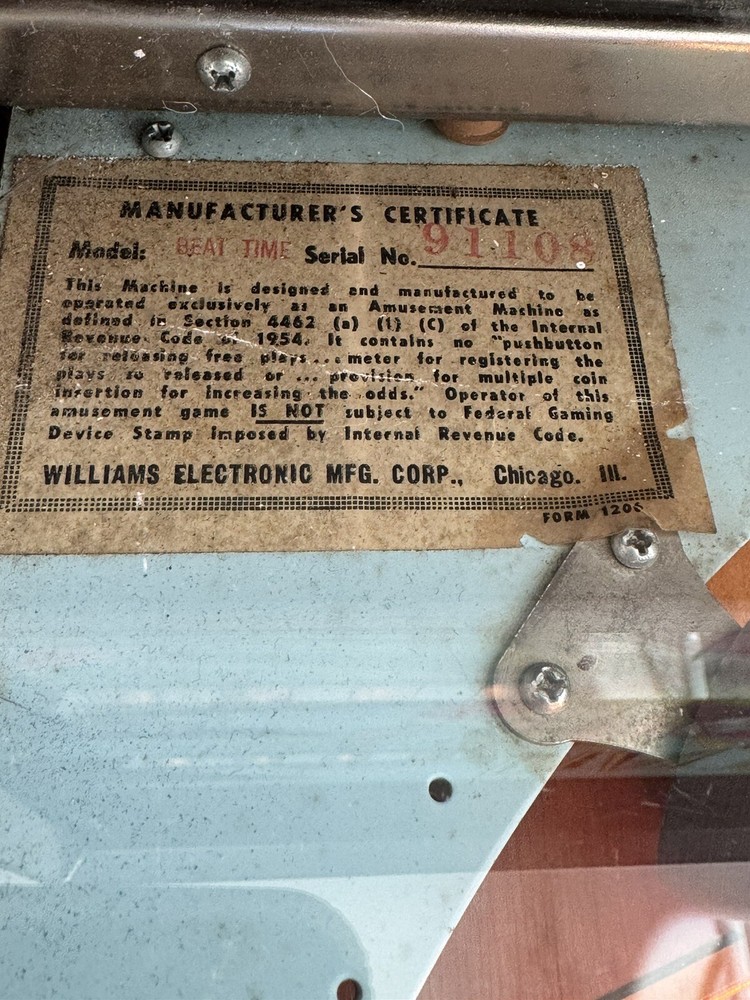 MANUFACTURER'S CERTIFICATE
Model: BEAT TIME Serial No. 91108
This Machine is designed and manufactured to be
operated exclusively as an Amusement Machine as
defined in Section 4462 (a) (1) (C) of the Internal
Revenue Code of 1954. It contains no "pushbutton
for releasing free plays...meter for registering the
plays so released or ... provision for multiple coin
insertion for increasing the odds." Operator of this
amusement game IS NOT subject to Federal Gaming
Device Stamp imposed by Internal Revenue Code.
WILLIAMS ELECTRONIC MFG. CORP., Chicago. Ill.
FORM 1206